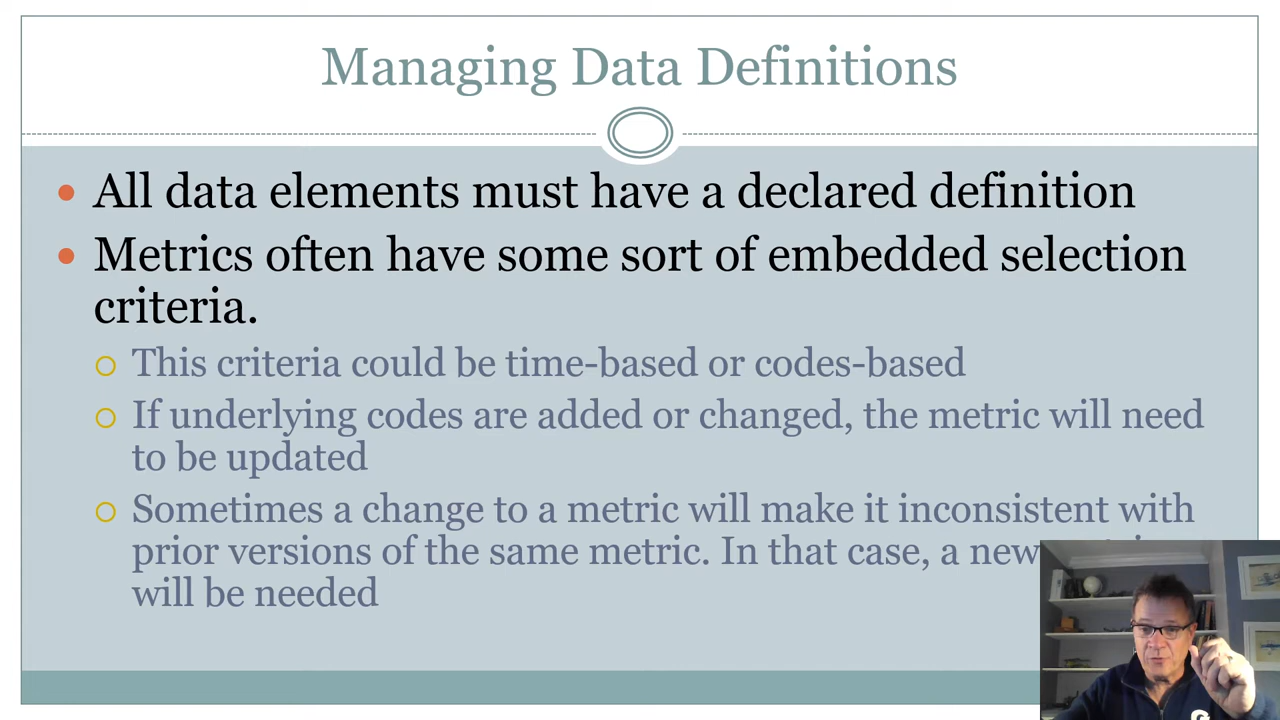 Managing Data Definitions
All data elements must have a declared definition
Metrics often have some sort of embedded selection
criteria.
This criteria could be time-based or codes-based
If underlying codes are added or changed, the metric will need
to be updated
Sometimes a change to a metric will make it inconsistent with
prior versions of the same metric. In that case, a new
will be needed